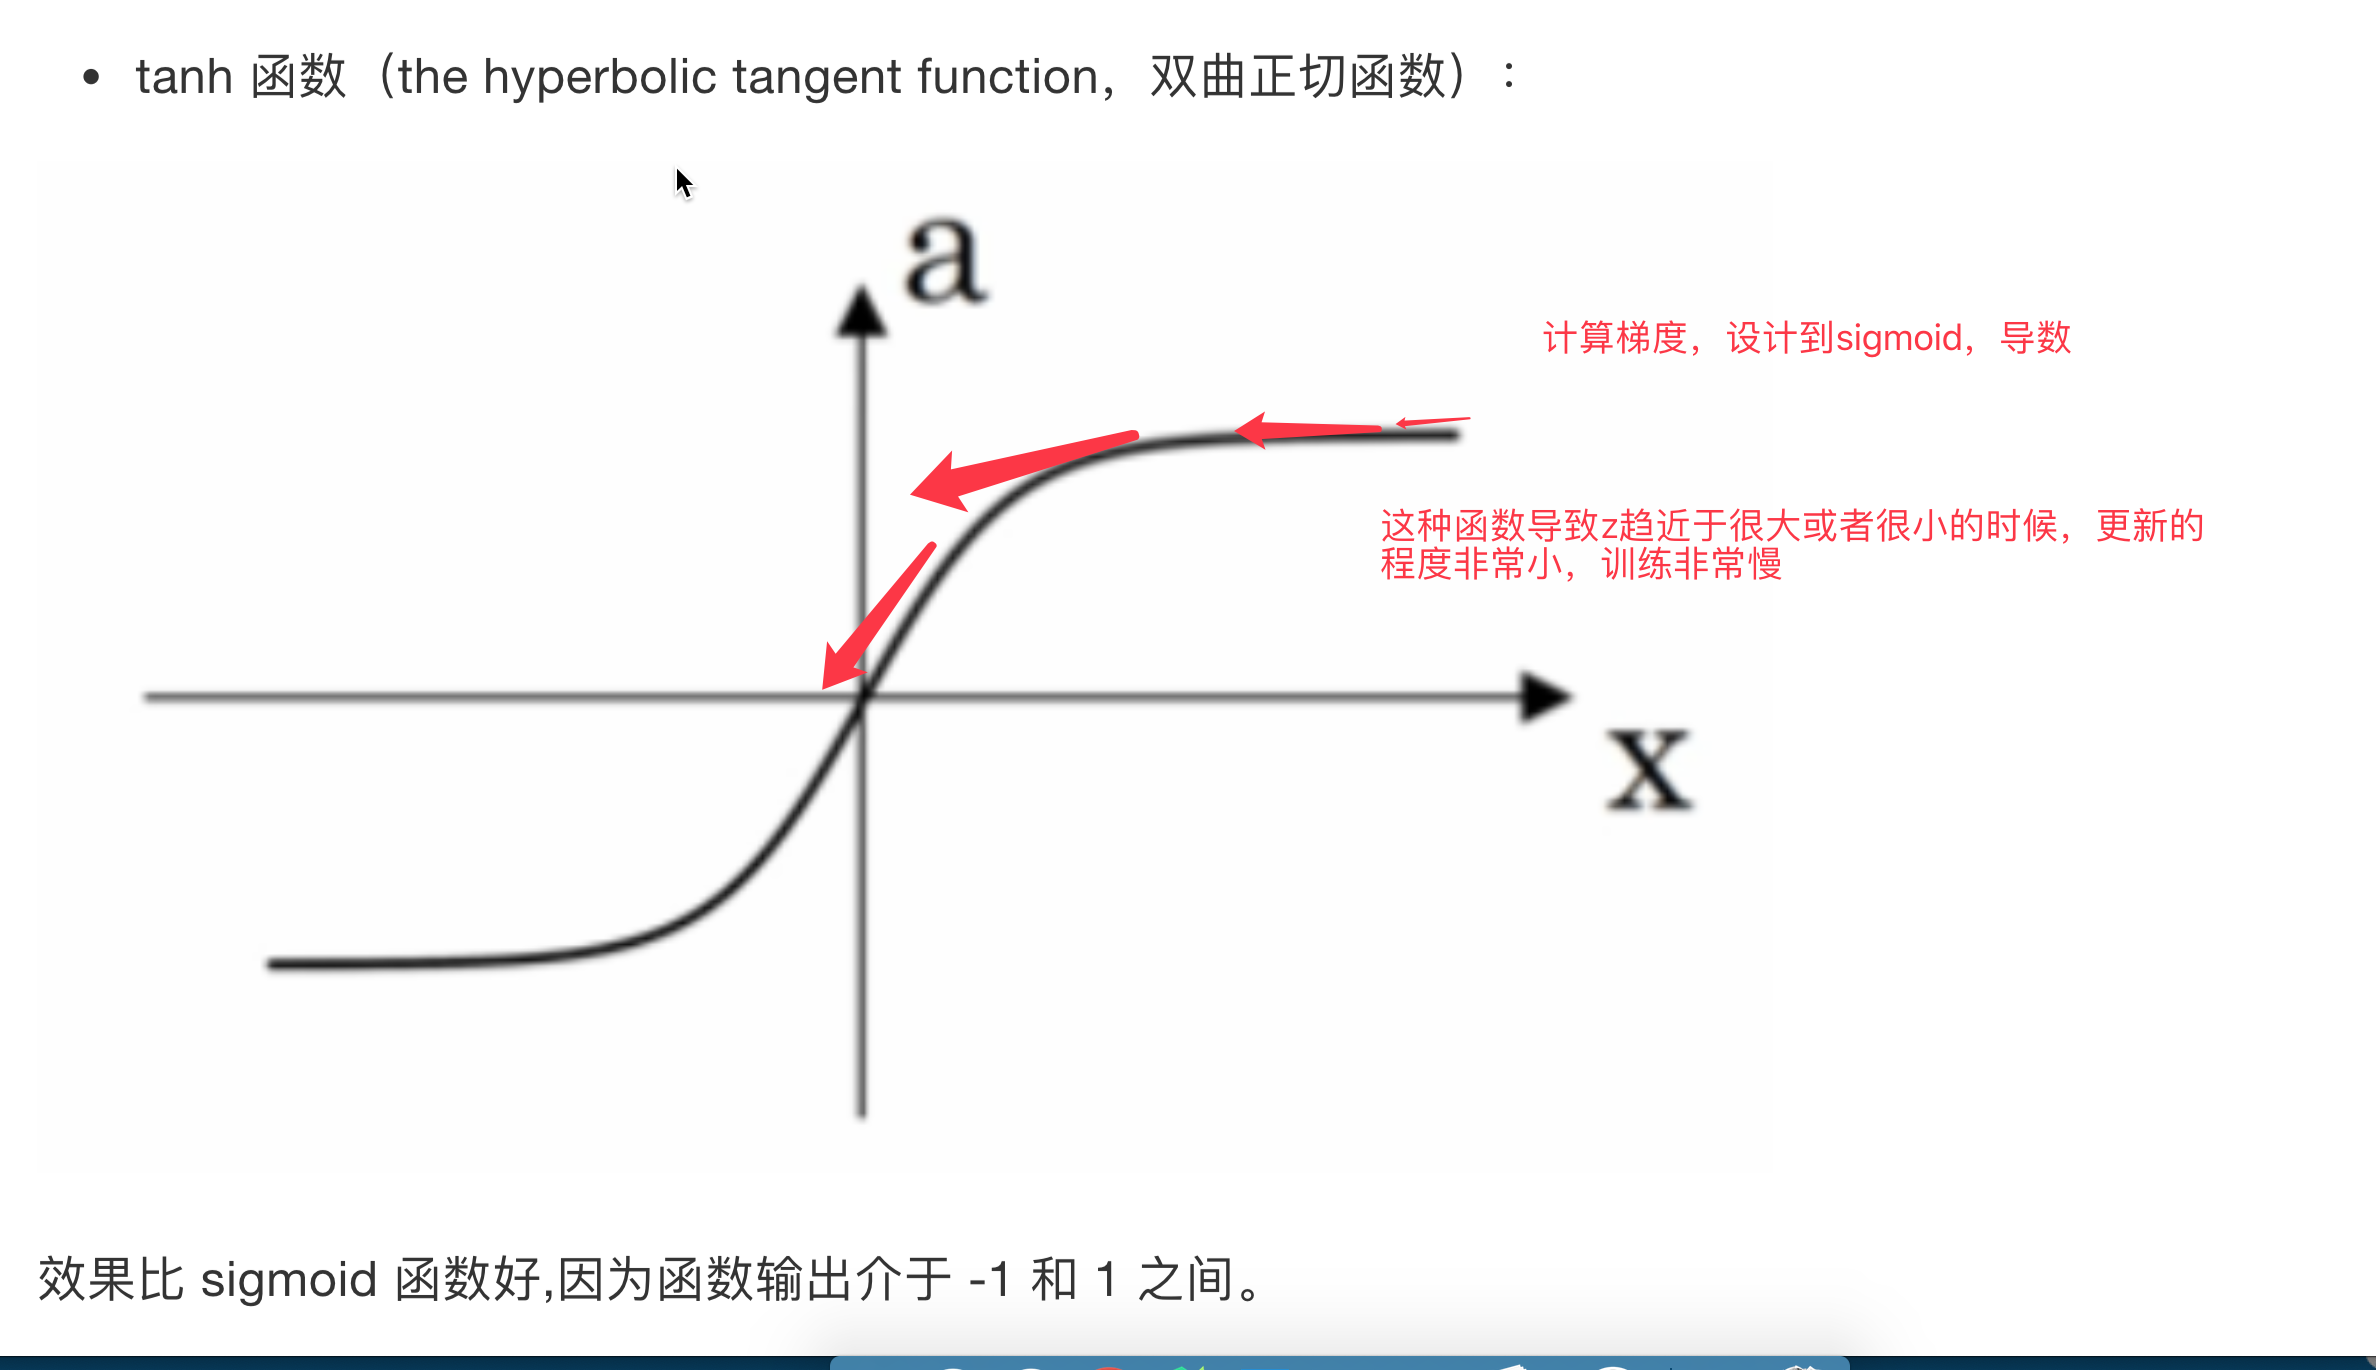 • tanh 函数（the hyperbolic tangent function，双曲正切函数）：
a
计算梯度，设计到sigmoid，导数
这种函数导致z趋近于很大或者很小的时候，更新的
程度非常小，训练非常慢
x
效果比 sigmoid 函数好,因为函数输出介于 -1 和 1 之间。